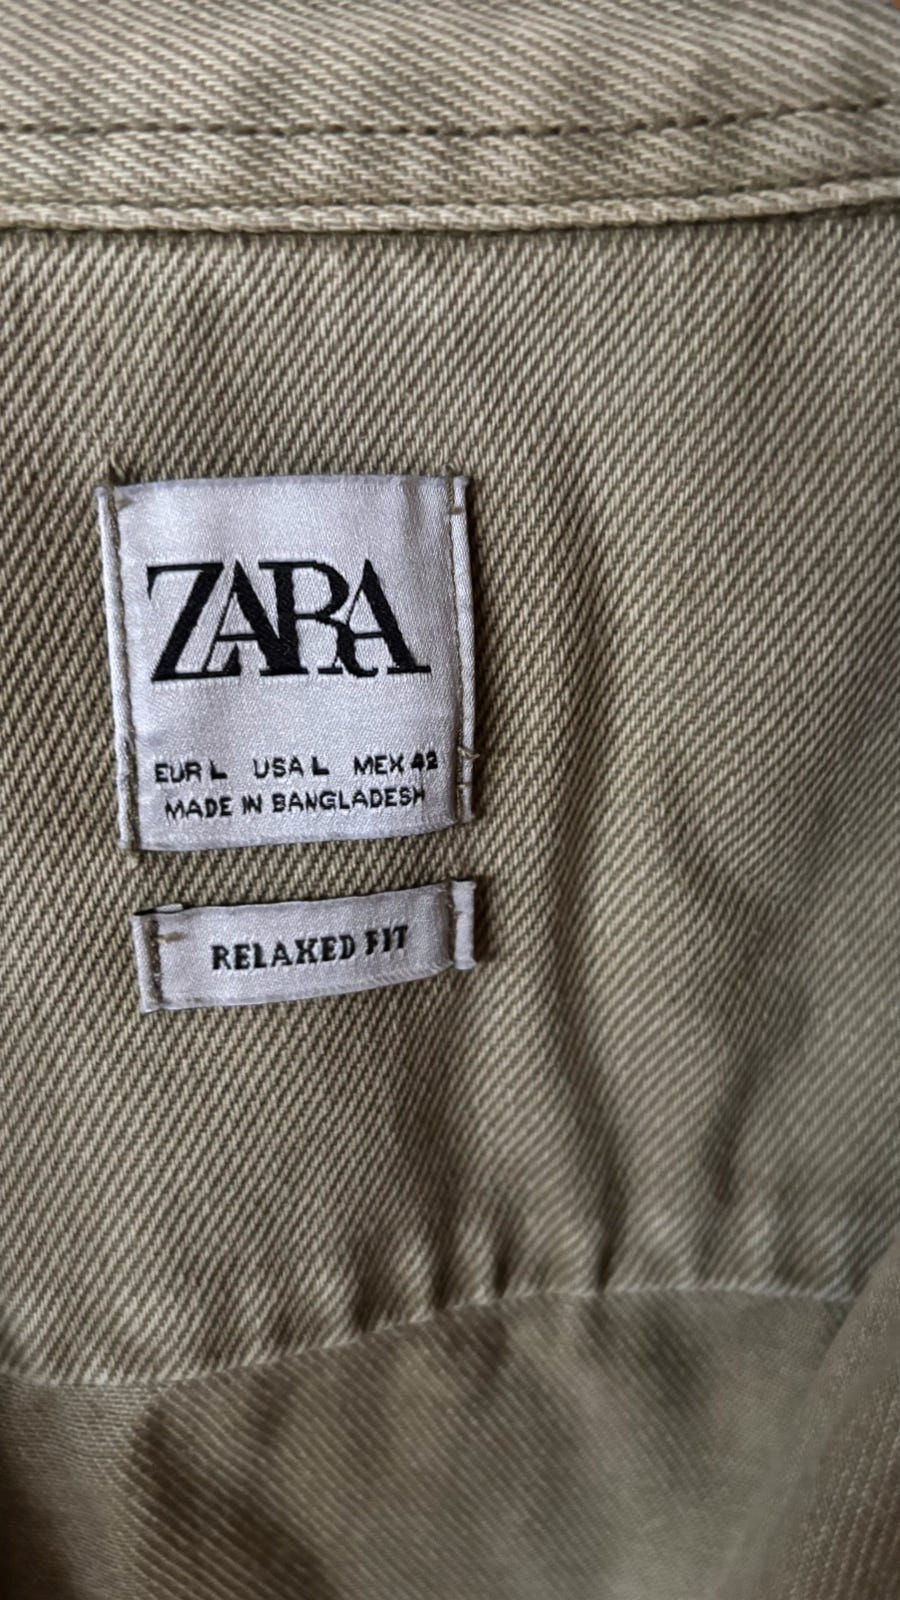 ZARA
EUR L USA L MEX 42
MADE IN BANGLADESH
RELAXED FIT